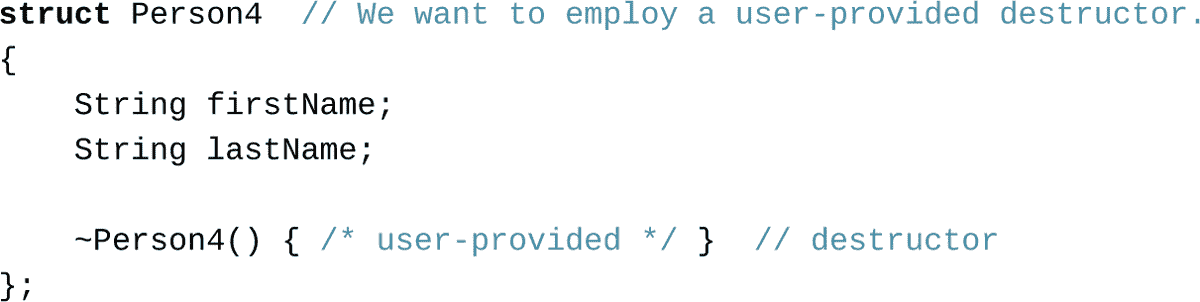 struct Person4  // We want to employ a user-provided destructor.
{
    String firstName;
    String lastName;

    ~Person4() { /* user-provided */ }  // destructor
};